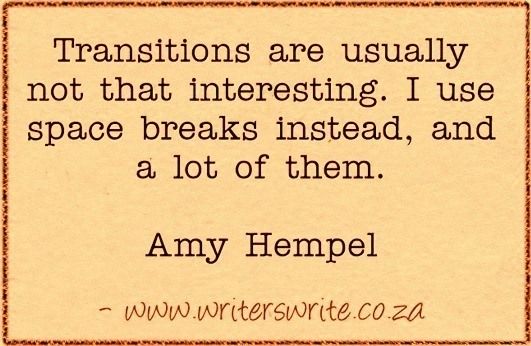 Transitions are usually
not that interesting. I use
space breaks instead, and
a lot of them.
Amy Hempel
- www.writerswrite.co.za